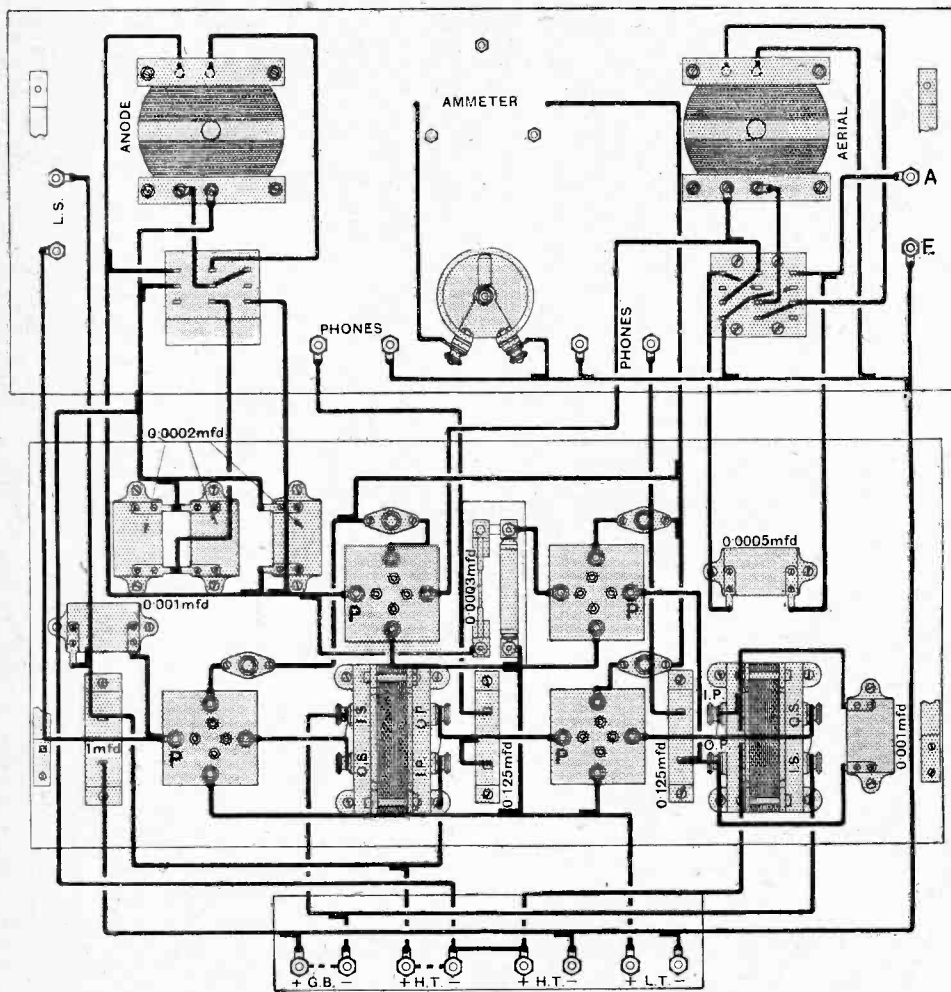 ANODE
AMMETER
AERIAL
L.S.
A
E
PHONES
PHONES
0·0002mfd
0·0003mfd
0·0005mfd
0·001mfd
P
P
I.S.
O.P.
I.P.
O.S.
1mfd
P
O.S.
I.P.
0·125mfd
P
0·125mfd
O.P.
I.S.
0·001mfd
+ G.B. −
+ H.T. −
+ H.T. −
+ L.T. −